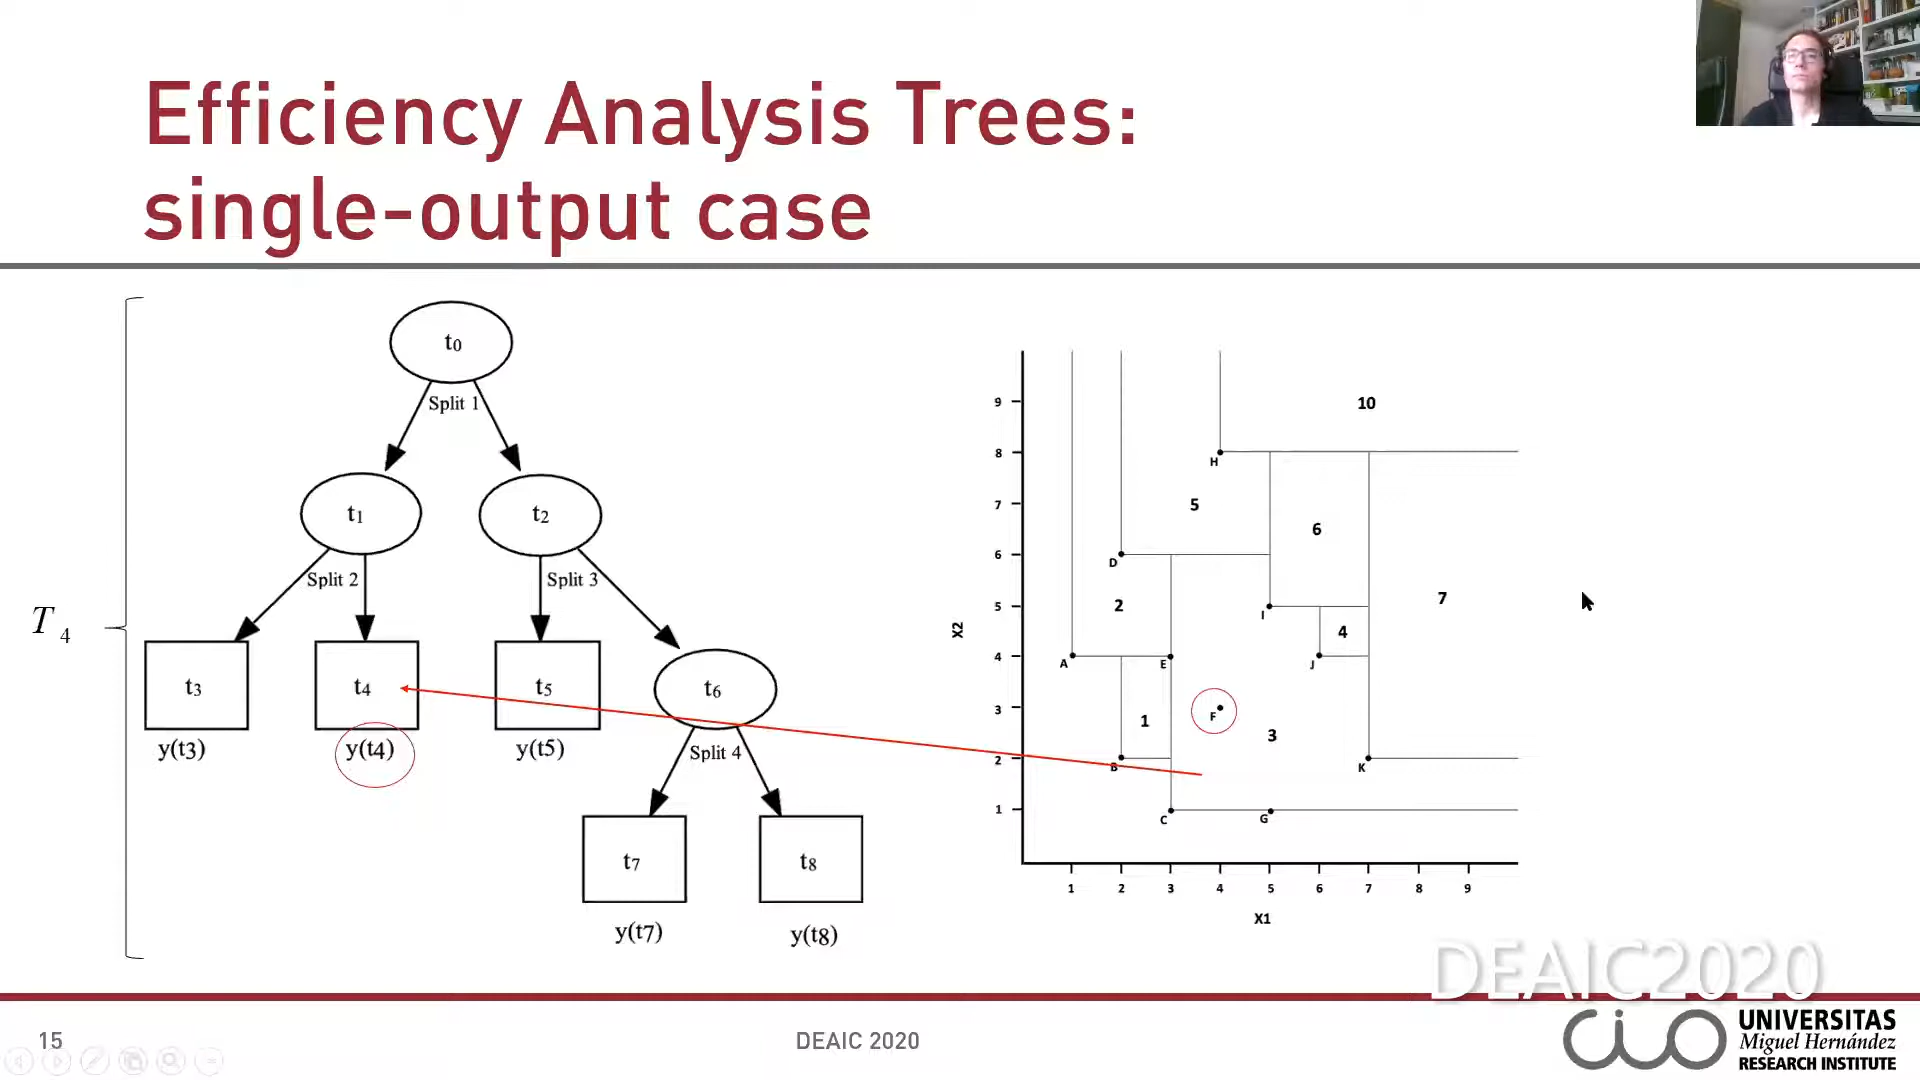 Efficiency Analysis Trees:
single-output case
T 4
t0
Split 1
t1
t2
Split 2
Split 3
t3
t4
t5
t6
y(t3)
y(t4)
y(t5)
Split 4
t7
t8
y(t7)
y(t8)
X2
9
8
7
6
5
4
3
2
1
10
H
5
6
D
2
I
7
4
A
E
J
1
F
3
B
K
C
G
1 2 3 4 5 6 7 8 9
X1
DEAIC2020
15
DEAIC 2020
cio
UNIVERSITAS
Miguel Hernández
RESEARCH INSTITUTE